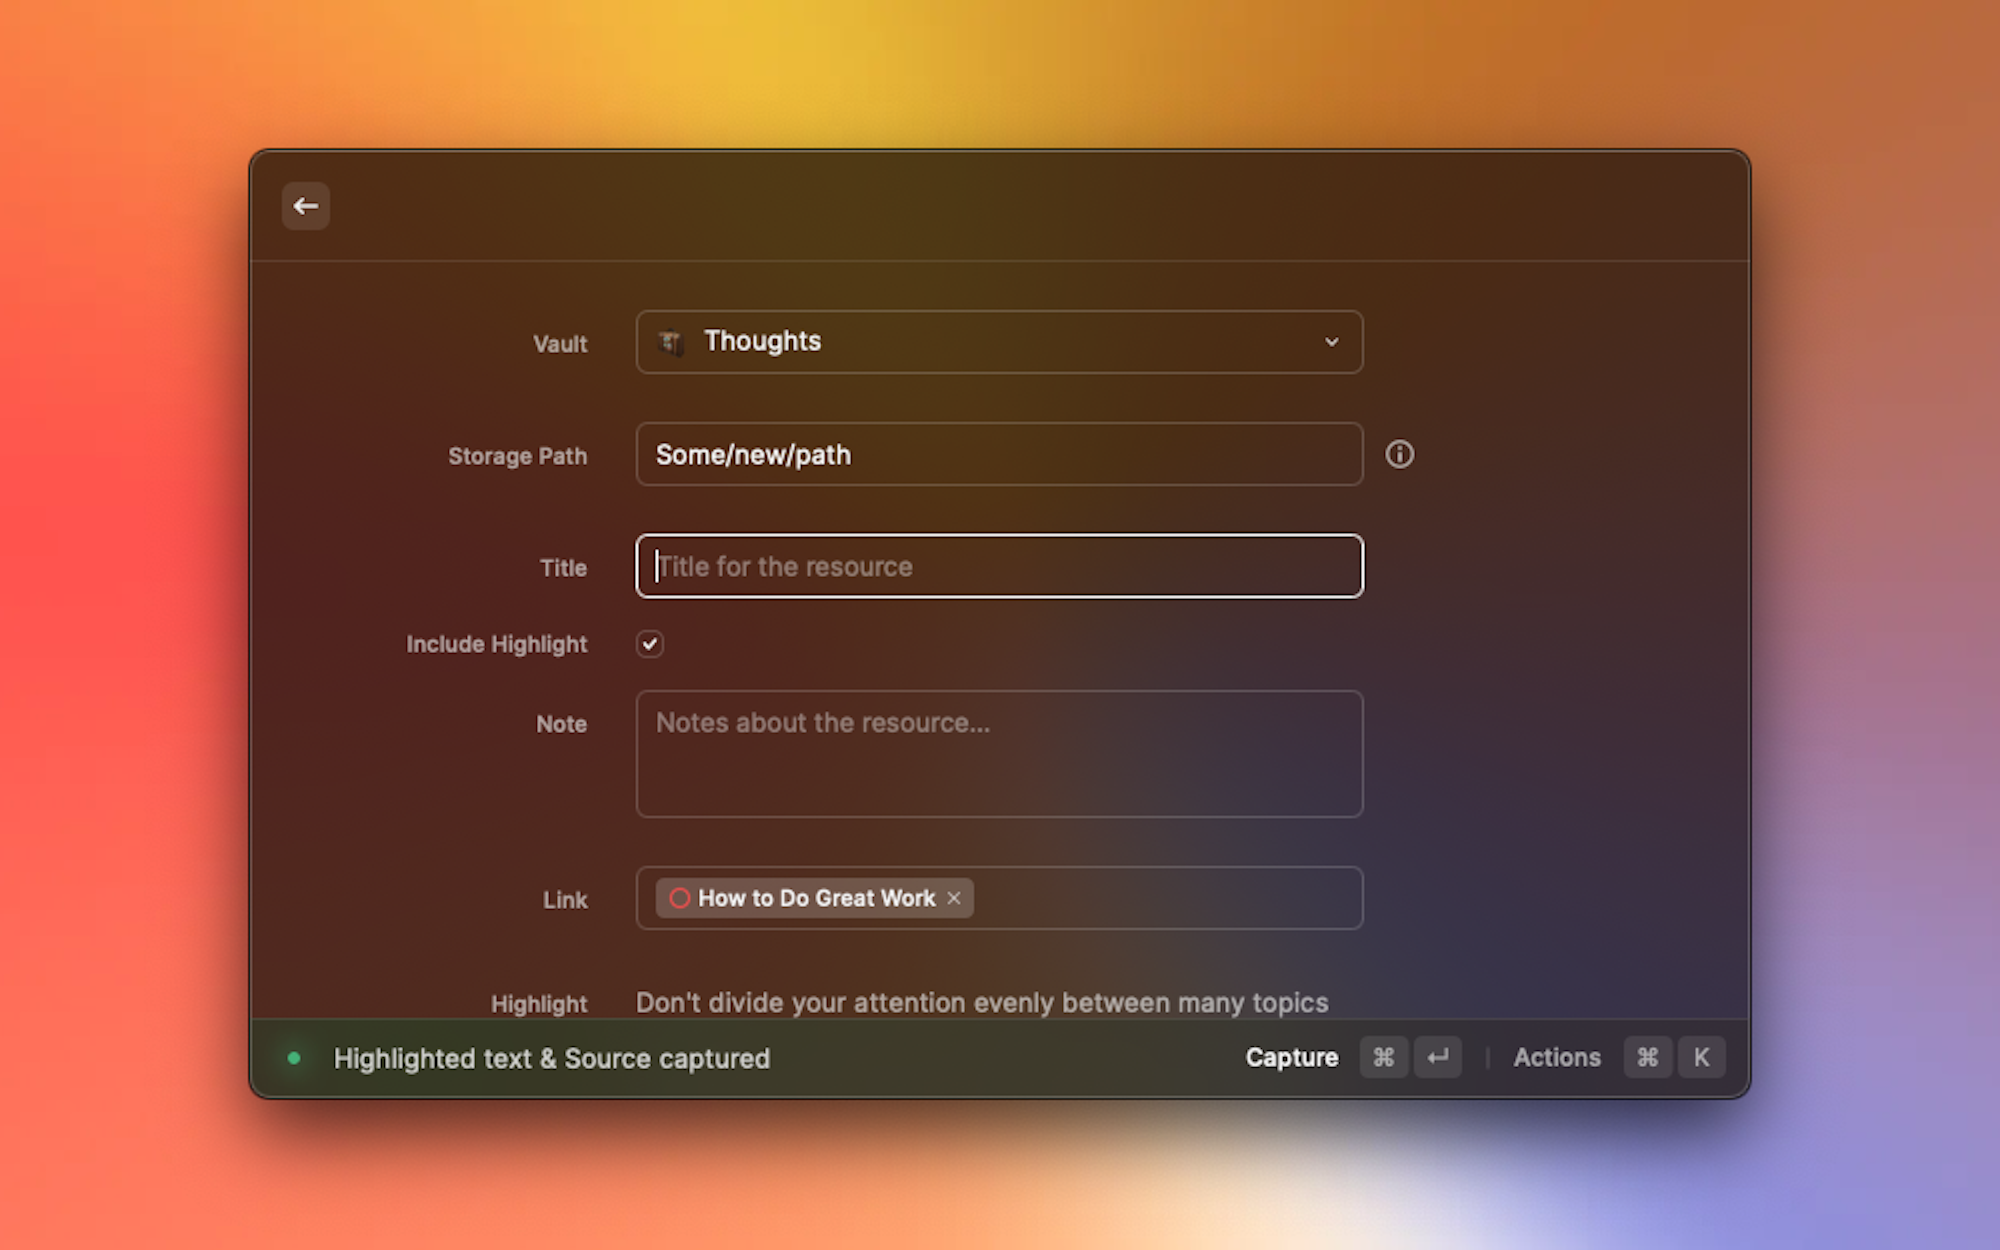 Vault
Thoughts
Storage Path
Some/new/path
Title
Title for the resource
Include Highlight
Note
Notes about the resource...
Link
How to Do Great Work
Highlight
Don't divide your attention evenly between many topics
Highlighted text & Source captured
Capture ⌘ ↵ Actions ⌘ K